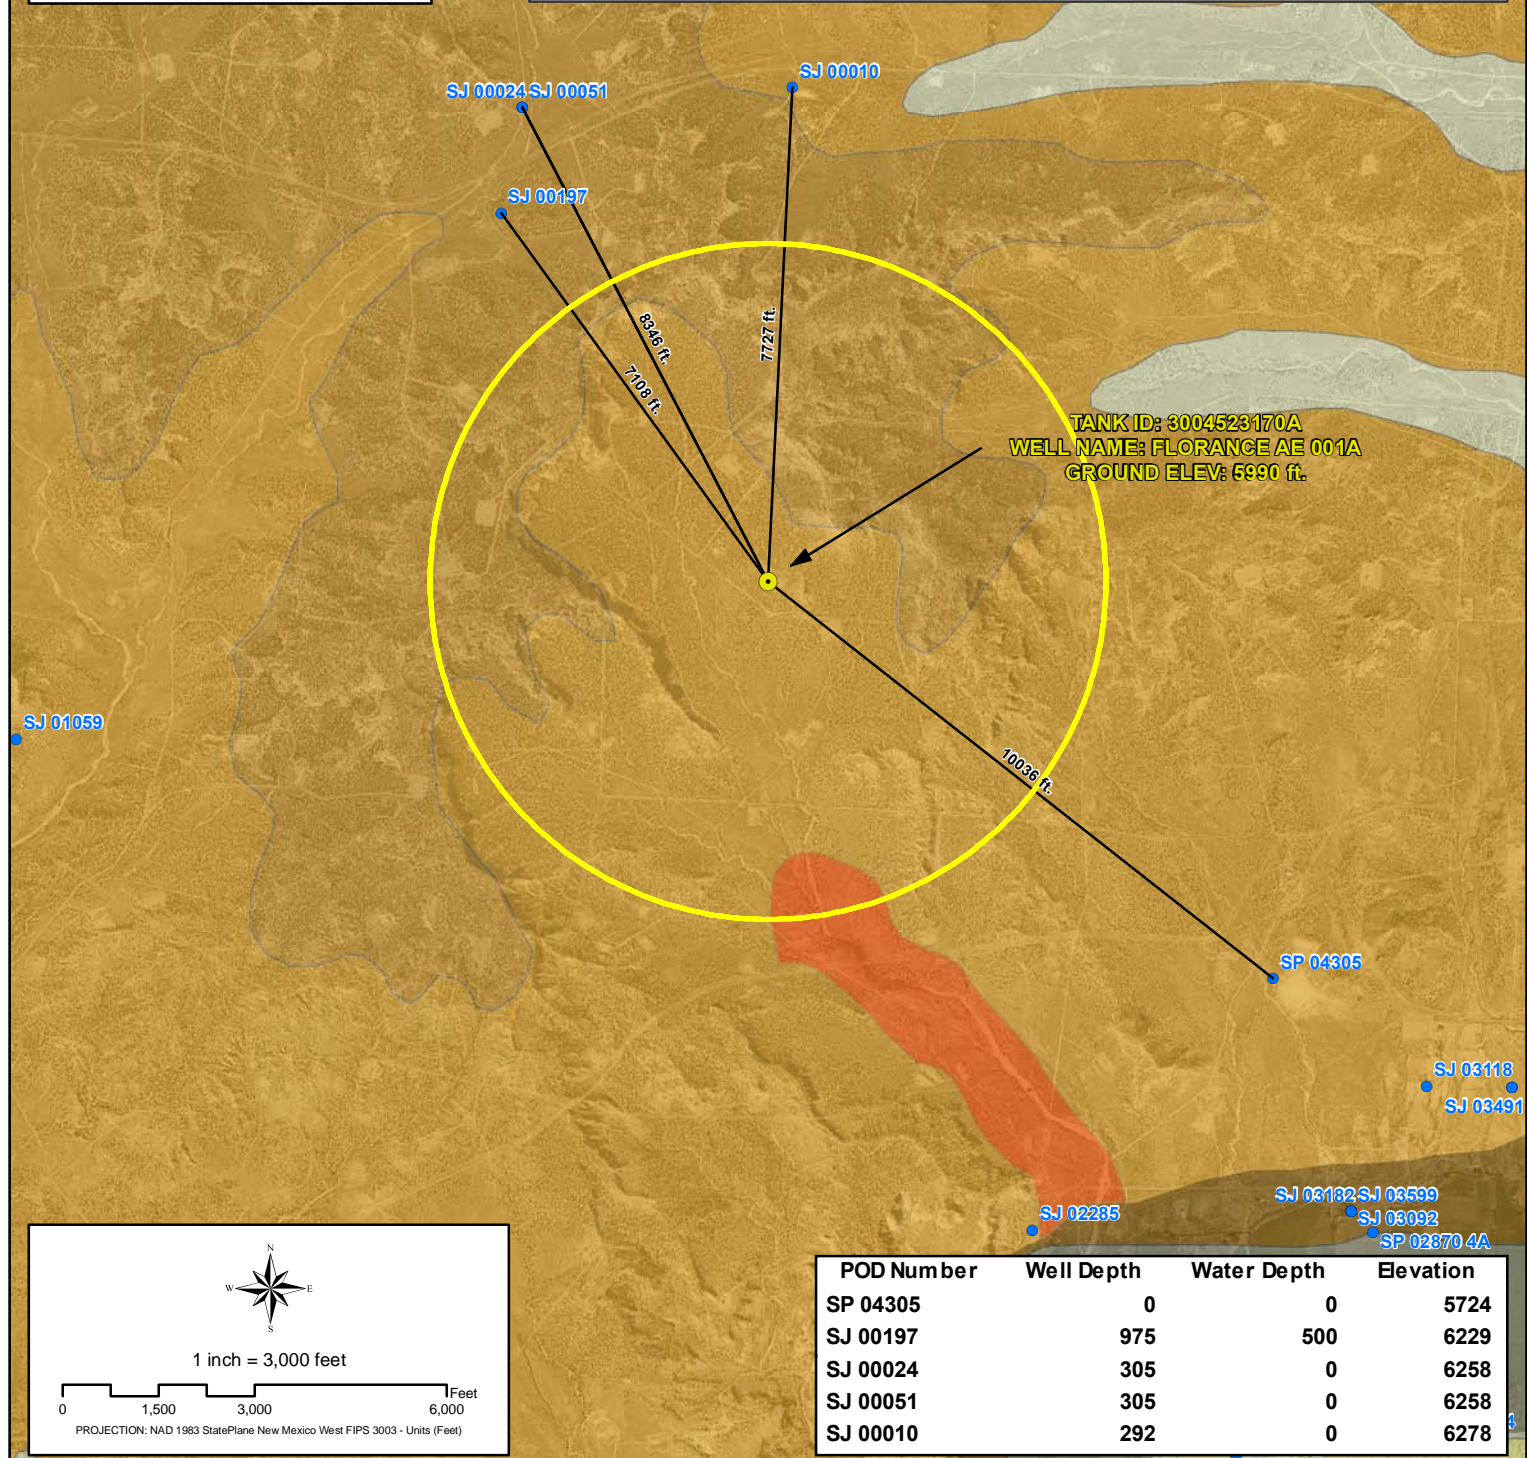 SJ 00010
SJ 00024 SJ 00051
SJ 00197
8346 ft.
7727 ft.
7108 ft.
TANK ID: 3004523170A
WELL NAME: FLORANCE AE 001A
GROUND ELEV: 5990 ft.
SJ 01059
10036 ft.
SP 04305
SJ 03118
SJ 03491
SJ 03182 SJ 03599
SJ 02285
SJ 03092
SP 02870 4A
N
W E
S
1 inch = 3,000 feet
Feet
0 1,500 3,000 6,000
PROJECTION: NAD 1983 StatePlane New Mexico West FIPS 3003 - Units (Feet)
POD Number Well Depth Water Depth Elevation
SP 04305 0 0 5724
SJ 00197 975 500 6229
SJ 00024 305 0 6258
SJ 00051 305 0 6258
SJ 00010 292 0 6278